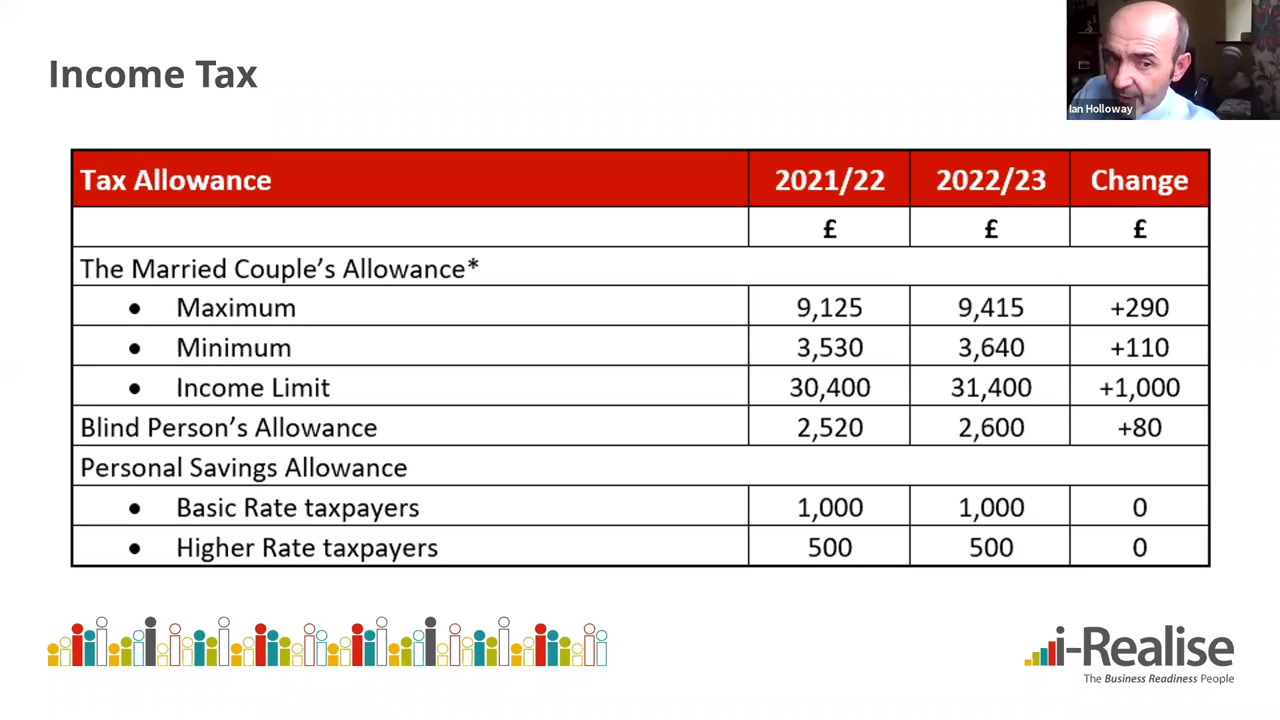 Income Tax
Ian Holloway
Tax Allowance 2021/22 2022/23 Change
£ £ £
The Married Couple's Allowance*
• Maximum 9,125 9,415 +290
• Minimum 3,530 3,640 +110
• Income Limit 30,400 31,400 +1,000
Blind Person's Allowance 2,520 2,600 +80
Personal Savings Allowance
• Basic Rate taxpayers 1,000 1,000 0
• Higher Rate taxpayers 500 500 0
i-Realise
The Business Readiness People